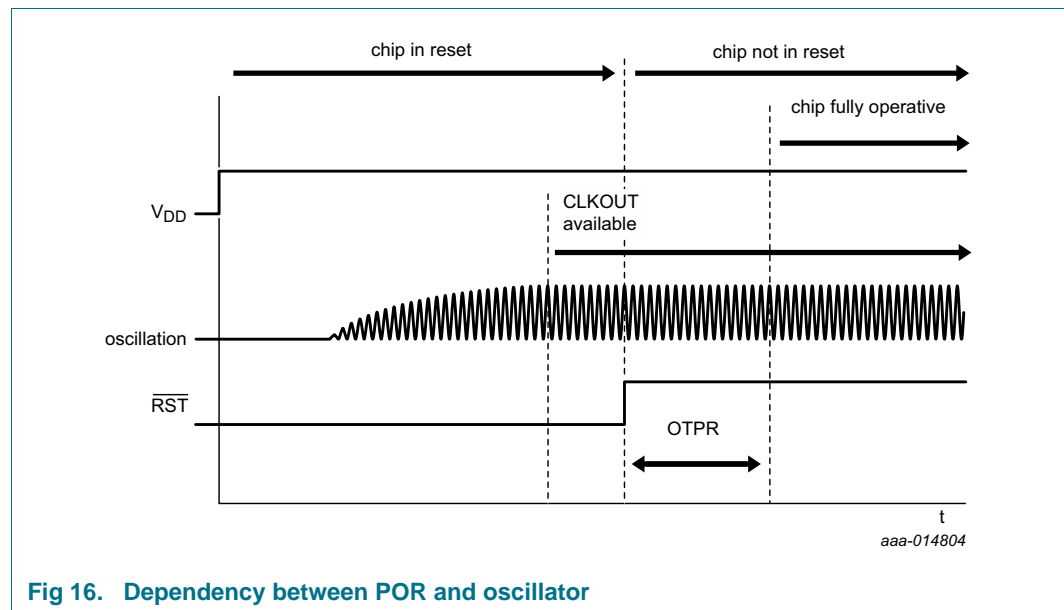 chip in reset
chip not in reset
chip fully operative
VDD
CLKOUT
available
oscillation
RST
OTPR
t
aaa-014804
Fig 16. Dependency between POR and oscillator